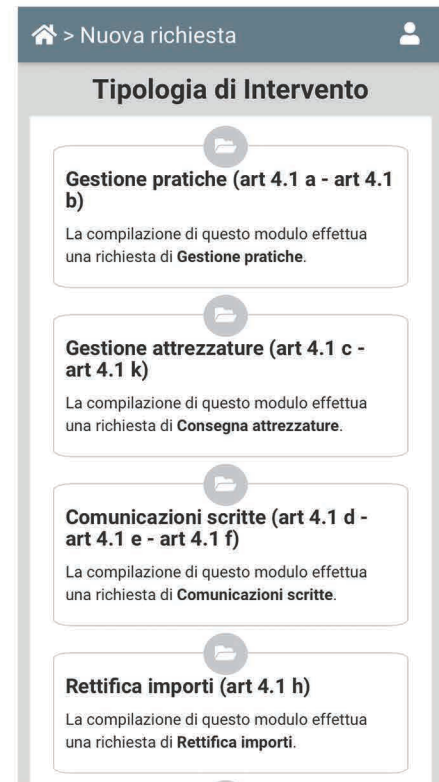 > Nuova richiesta
Tipologia di Intervento
Gestione pratiche (art 4.1 a - art 4.1
b)
La compilazione di questo modulo effettua
una richiesta di Gestione pratiche.
Gestione attrezzature (art 4.1 c -
art 4.1 k)
La compilazione di questo modulo effettua
una richiesta di Consegna attrezzature.
Comunicazioni scritte (art 4.1 d -
art 4.1 e - art 4.1 f)
La compilazione di questo modulo effettua
una richiesta di Comunicazioni scritte.
Rettifica importi (art 4.1 h)
La compilazione di questo modulo effettua
una richiesta di Rettifica importi.